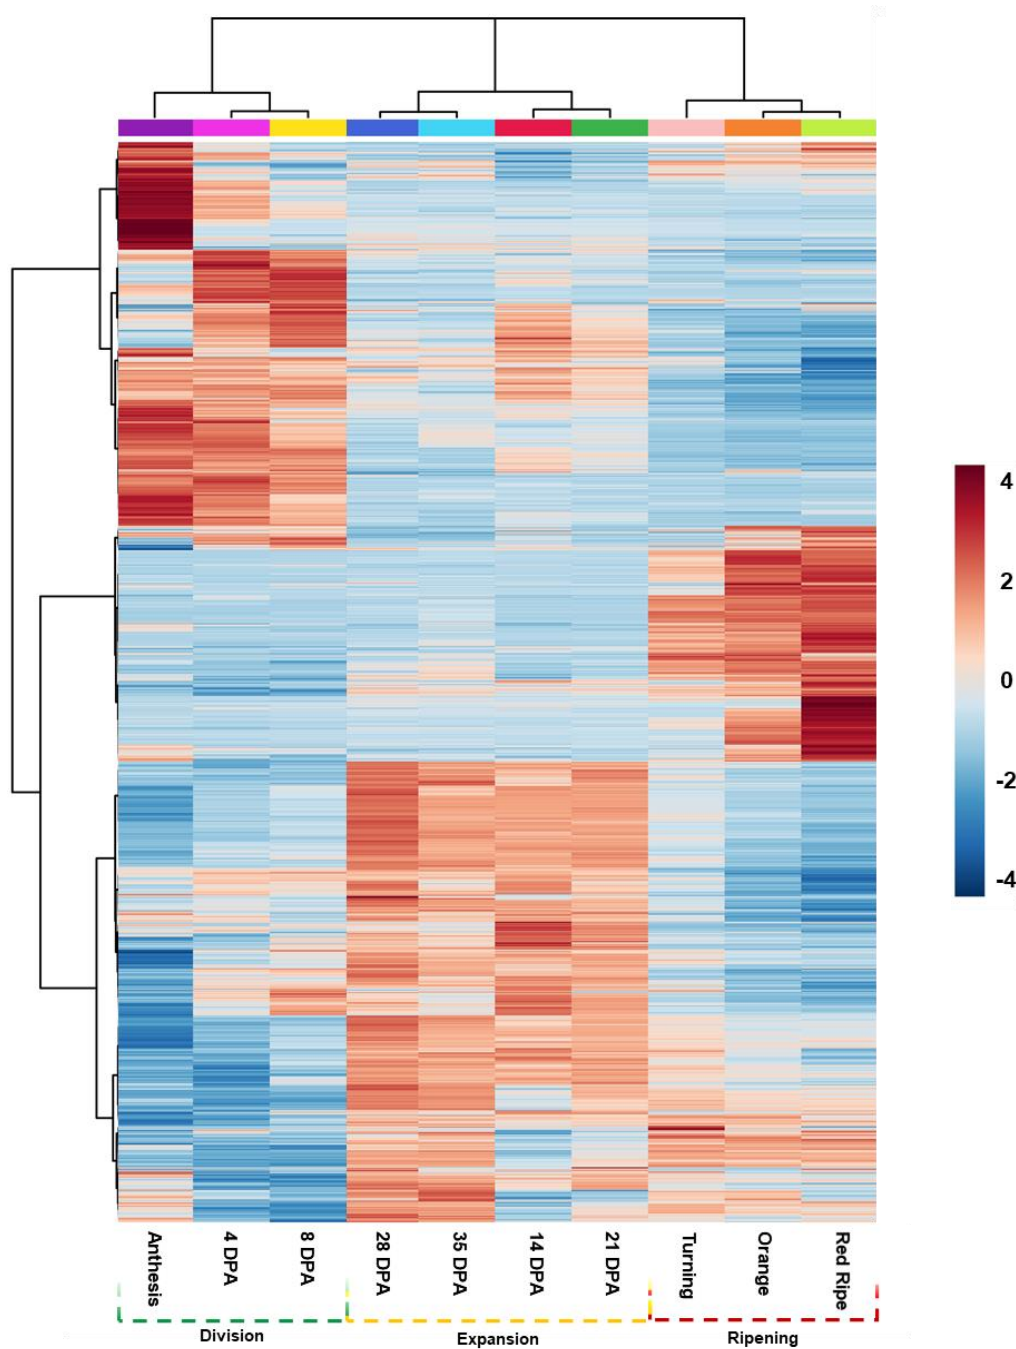 4
2
0
-2
-4
Anthesis
4 DPA
8 DPA
28 DPA
35 DPA
14 DPA
21 DPA
Turning
Orange
Red Ripe
Division
Expansion
Ripening